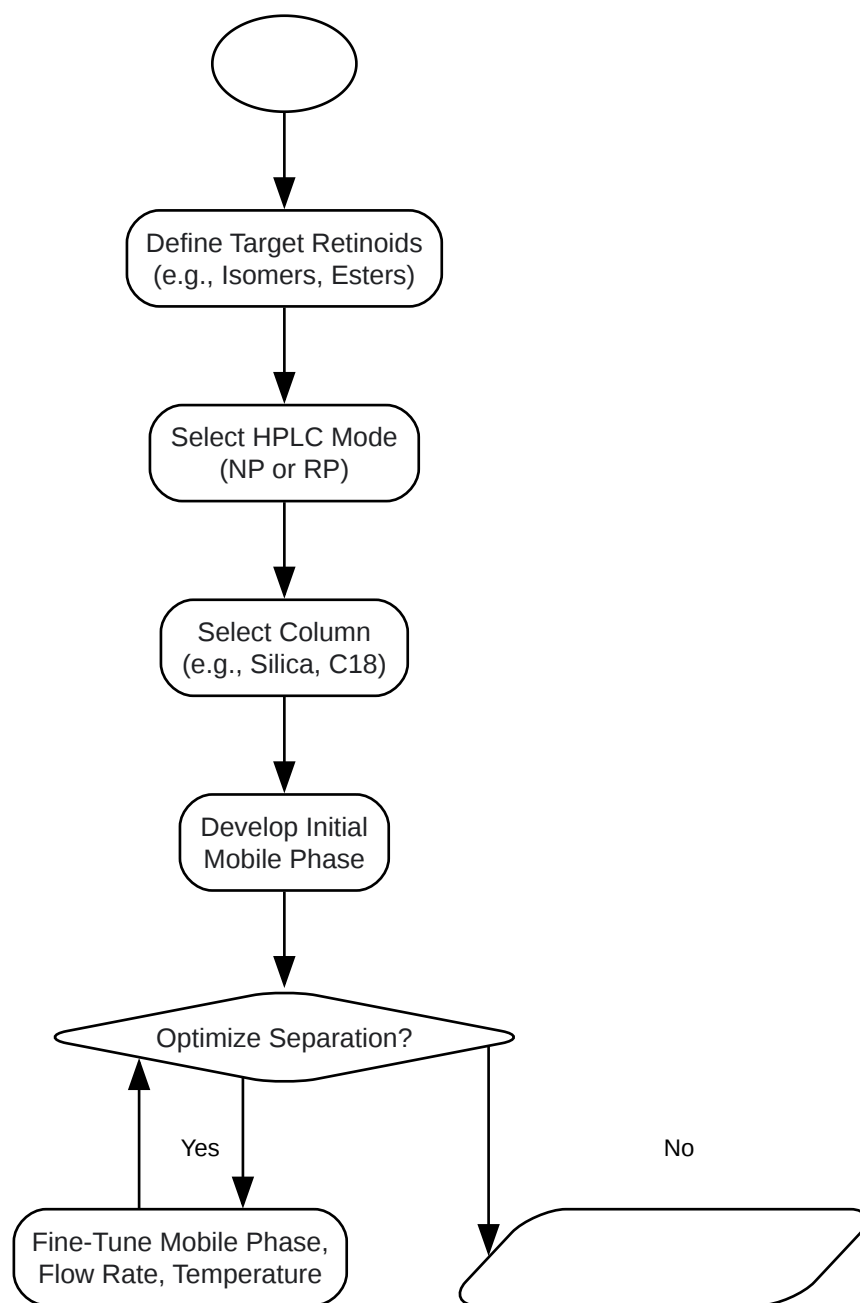 Define Target Retinoids
(e.g., Isomers, Esters)
Select HPLC Mode
(NP or RP)
Select Column
(e.g., Silica, C18)
Develop Initial
Mobile Phase
Optimize Separation?
Yes
No
Fine-Tune Mobile Phase,
Flow Rate, Temperature